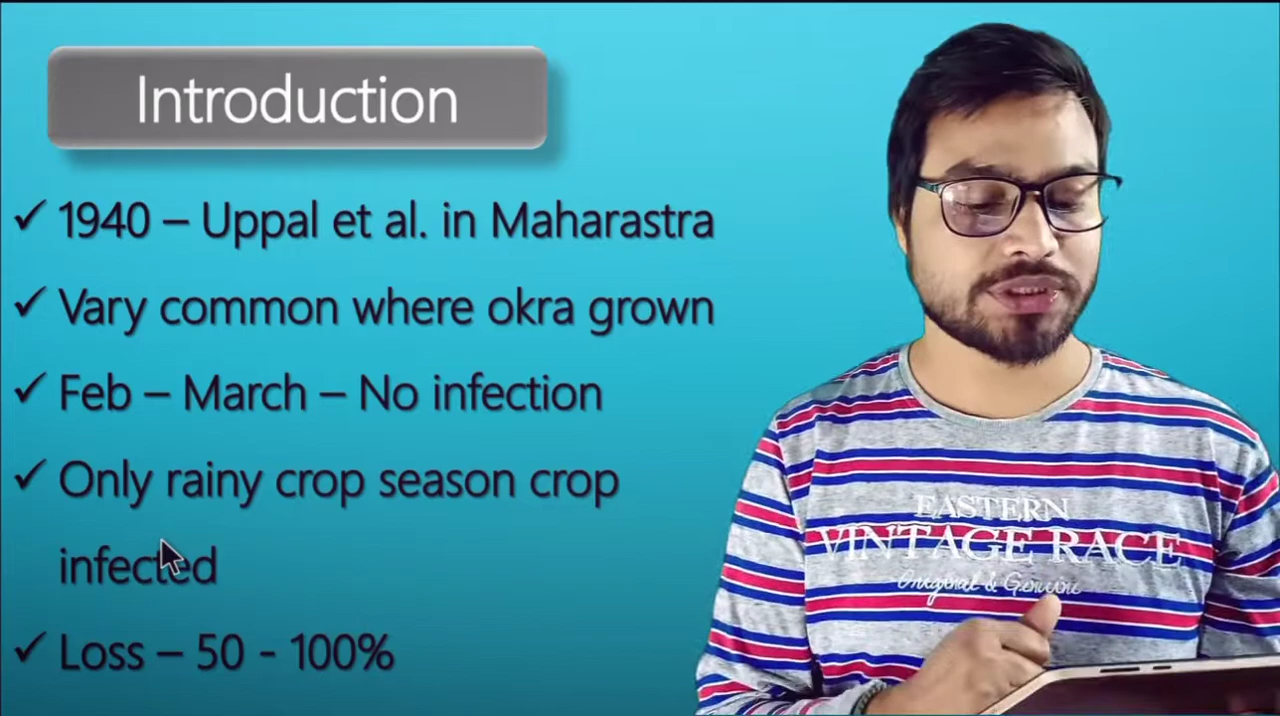 Introduction
✓ 1940 – Uppal et al. in Maharastra
✓ Vary common where okra grown
✓ Feb – March – No infection
✓ Only rainy crop season crop
infected
✓ Loss – 50 - 100%
EASTERN
VINTAGE RACE
Original & Genuine